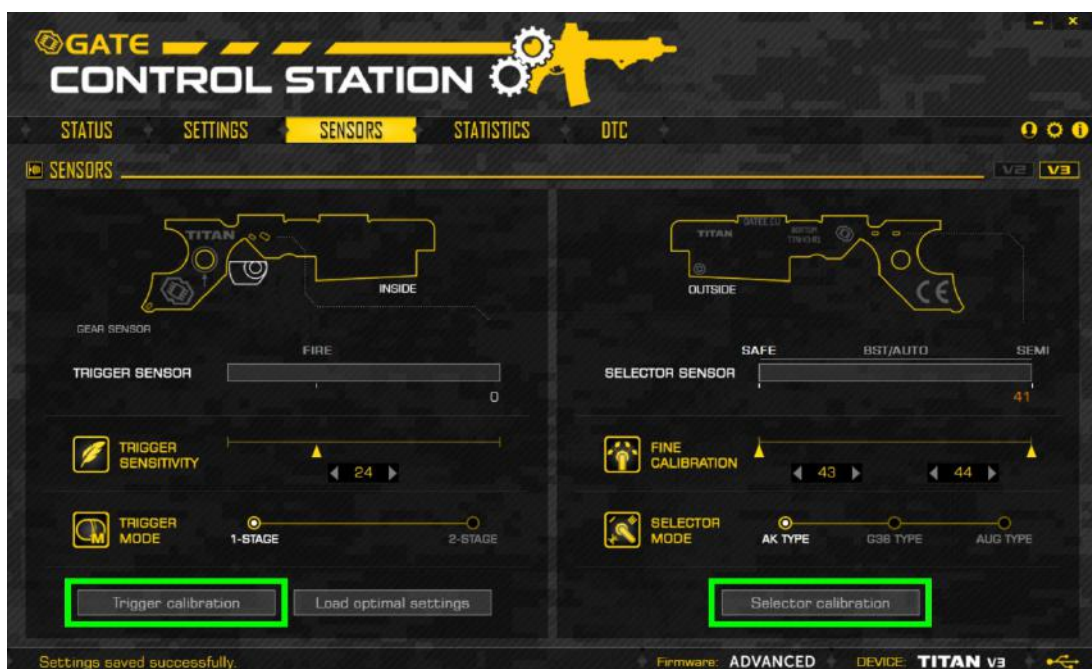 GATE
CONTROL STATION
STATUS SETTINGS SENSORS STATISTICS DTC
SENSORS
V2 V3
TITAN
INSIDE
GEAR SENSOR
FIRE
TRIGGER SENSOR
0
TRIGGER SENSITIVITY
24
TRIGGER MODE
1-STAGE 2-STAGE
Trigger calibration Load optimal settings
TITAN GATEE.EU BOTTOM
OUTSIDE
CE
SAFE BST/AUTO SEMI
SELECTOR SENSOR
41
FINE CALIBRATION
43 44
SELECTOR MODE
AK TYPE G36 TYPE AUG TYPE
Selector calibration
Settings saved successfully.
Firmware: ADVANCED DEVICE: TITAN V3